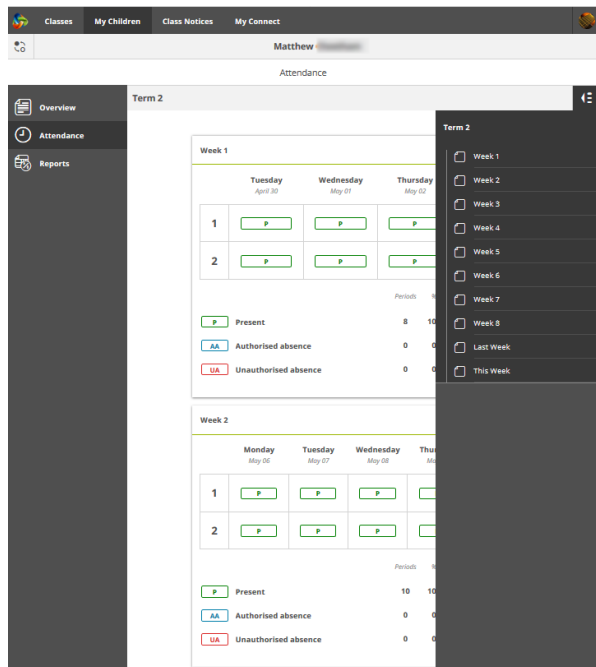 Classes My Children Class Notices My Connect
Matthew
Attendance
Overview
Attendance
Reports
Term 2
Week 1
Tuesday Wednesday Thursday
April 30 May 01 May 02
1 P P P
2 P P P
Periods %
P Present 8 10
AA Authorised absence 0 0
UA Unauthorised absence 0 0
Week 2
Monday Tuesday Wednesday Thu
May 06 May 07 May 08
1 P P P
2 P P P
Periods %
P Present 10 10
AA Authorised absence 0 0
UA Unauthorised absence 0 0
Term 2
Week 1
Week 2
Week 3
Week 4
Week 5
Week 6
Week 7
Week 8
Last Week
This Week